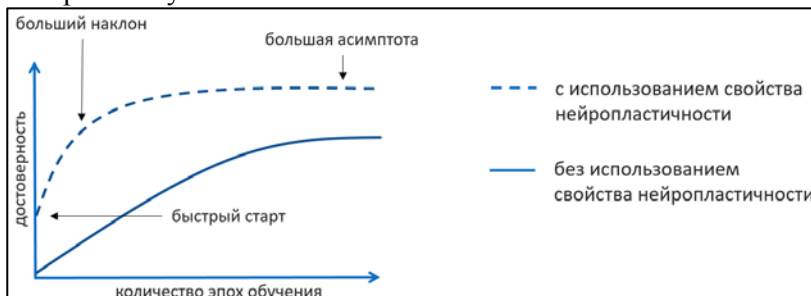 больший наклон
большая асимптота
достоверность
быстрый старт
количество эпох обучения
с использованием свойства
нейропластичности
без использованием
свойства нейропластичности